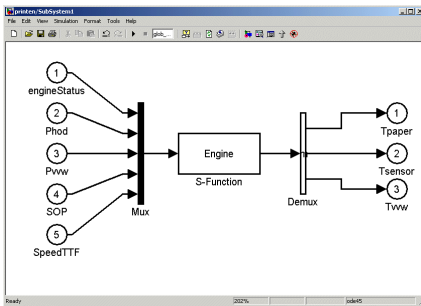 printen/SubSystem1
File Edit View Simulation Format Tools Help
glob_...
1
engineStatus
2
Phod
3
Pvvw
4
SOP
5
SpeedTTF
Mux
Engine
S-Function
Demux
1
Tpaper
2
Tsensor
3
Tvvw
Ready 202% ode45